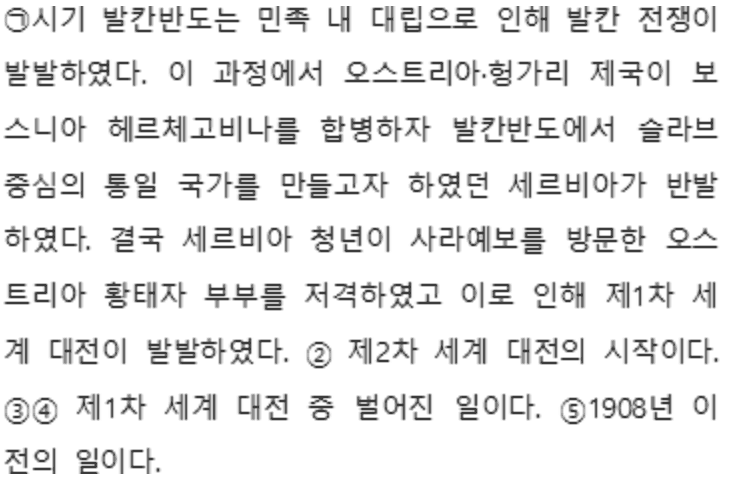 ㉠시기 발칸반도는 민족 내 대립으로 인해 발칸 전쟁이
발발하였다. 이 과정에서 오스트리아·헝가리 제국이 보
스니아 헤르체고비나를 합병하자 발칸반도에서 슬라브
중심의 통일 국가를 만들고자 하였던 세르비아가 반발
하였다. 결국 세르비아 청년이 사라예보를 방문한 오스
트리아 황태자 부부를 저격하였고 이로 인해 제1차 세
계 대전이 발발하였다. ② 제2차 세계 대전의 시작이다.
③④ 제1차 세계 대전 중 벌어진 일이다. ⑤1908년 이
전의 일이다.